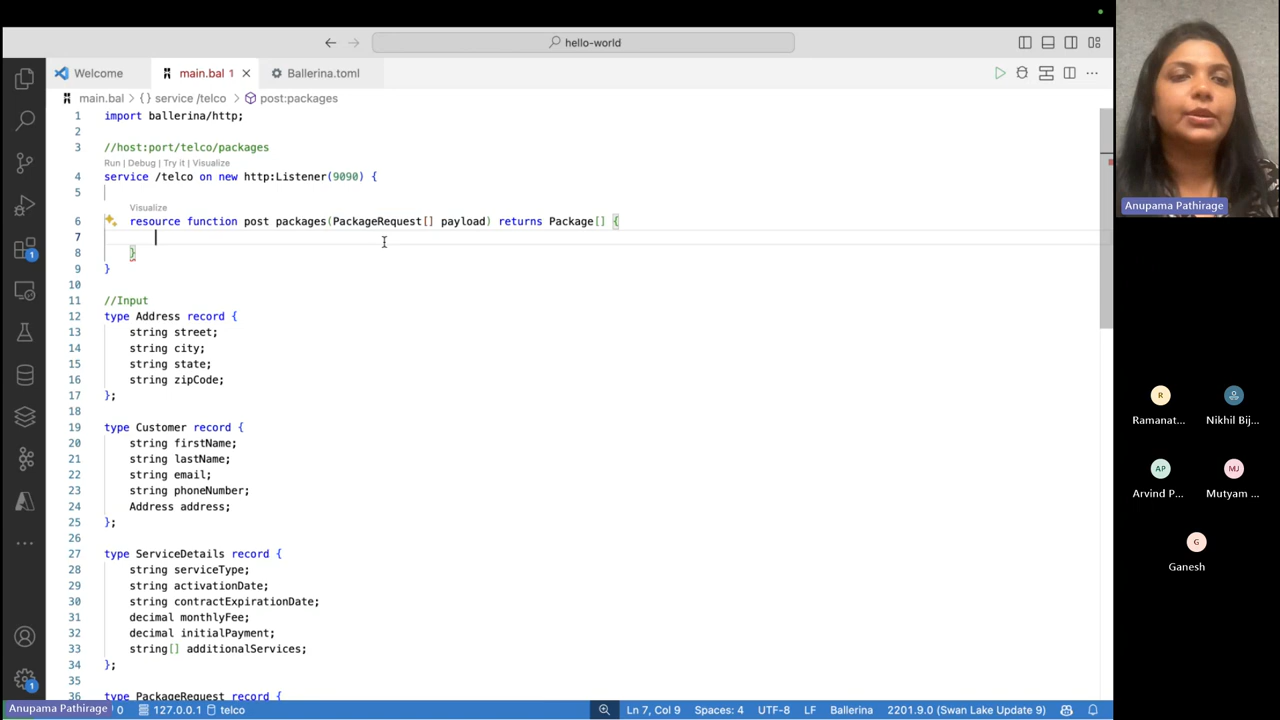 hello-world
Welcome
main.bal 1
Ballerina.toml
main.bal > {} service /telco > post:packages
1 import ballerina/http;
2
3 //host:port/telco/packages
Run | Debug | Try it | Visualize
4 service /telco on new http:Listener(9090) {
5
Visualize
6 resource function post packages(PackageRequest[] payload) returns Package[] {
7
8 }
9 }
10
11 //Input
12 type Address record {
13 string street;
14 string city;
15 string state;
16 string zipCode;
17 };
18
19 type Customer record {
20 string firstName;
21 string lastName;
22 string email;
23 string phoneNumber;
24 Address address;
25 };
26
27 type ServiceDetails record {
28 string serviceType;
29 string activationDate;
30 string contractExpirationDate;
31 decimal monthlyFee;
32 decimal initialPayment;
33 string[] additionalServices;
34 };
35
36 type PackageRequest record {
1
1
Anupama Pathirage
0
127.0.0.1
telco
Ln 7, Col 9
Spaces: 4
UTF-8
LF
Ballerina
2201.9.0 (Swan Lake Update 9)
Anupama Pathirage
R
Ramanat...
Nikhil Bij...
AP
Arvind P...
MJ
Mutyam ...
G
Ganesh